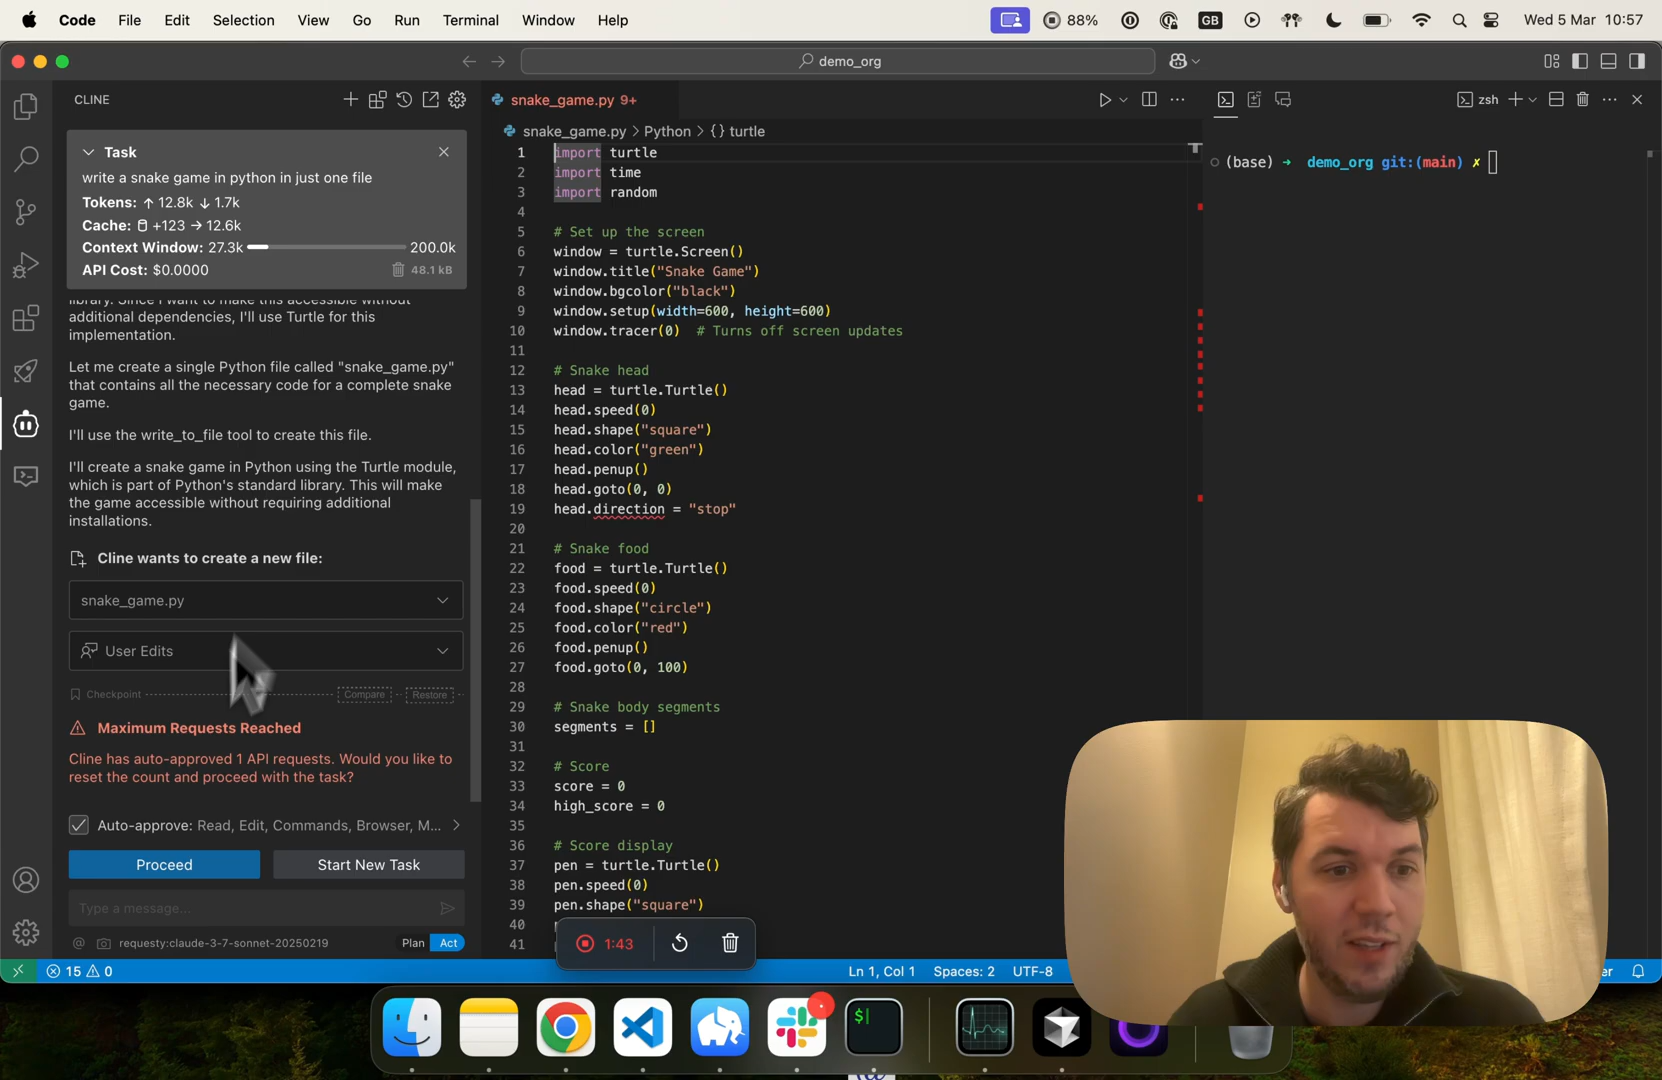 Code File Edit Selection View Go Run Terminal Window Help
88% GB Wed 5 Mar 10:57
demo_org
CLINE
Task
write a snake game in python in just one file
Tokens: ↑ 12.8k ↓ 1.7k
Cache: +123 → 12.6k
Context Window: 27.3k 200.0k
API Cost: $0.0000 48.1 kB
library. Since I want to make this accessible without
additional dependencies, I'll use Turtle for this
implementation.
Let me create a single Python file called "snake_game.py"
that contains all the necessary code for a complete snake
game.
I'll use the write_to_file tool to create this file.
I'll create a snake game in Python using the Turtle module,
which is part of Python's standard library. This will make
the game accessible without requiring additional
installations.
Cline wants to create a new file:
snake_game.py
User Edits
Checkpoint Compare Restore
Maximum Requests Reached
Cline has auto-approved 1 API requests. Would you like to
reset the count and proceed with the task?
Auto-approve: Read, Edit, Commands, Browser, M...
Proceed Start New Task
Type a message...
@ requesty:claude-3-7-sonnet-20250219 Plan Act
snake_game.py 9+
snake_game.py > Python > {} turtle
1 import turtle
2 import time
3 import random
4
5 # Set up the screen
6 window = turtle.Screen()
7 window.title("Snake Game")
8 window.bgcolor("black")
9 window.setup(width=600, height=600)
10 window.tracer(0) # Turns off screen updates
11
12 # Snake head
13 head = turtle.Turtle()
14 head.speed(0)
15 head.shape("square")
16 head.color("green")
17 head.penup()
18 head.goto(0, 0)
19 head.direction = "stop"
20
21 # Snake food
22 food = turtle.Turtle()
23 food.speed(0)
24 food.shape("circle")
25 food.color("red")
26 food.penup()
27 food.goto(0, 100)
28
29 # Snake body segments
30 segments = []
31
32 # Score
33 score = 0
34 high_score = 0
35
36 # Score display
37 pen = turtle.Turtle()
38 pen.speed(0)
39 pen.shape("square")
40
41
1:43
zsh
(base) → demo_org git:(main) ✗
15 0 Ln 1, Col 1 Spaces: 2 UTF-8
$